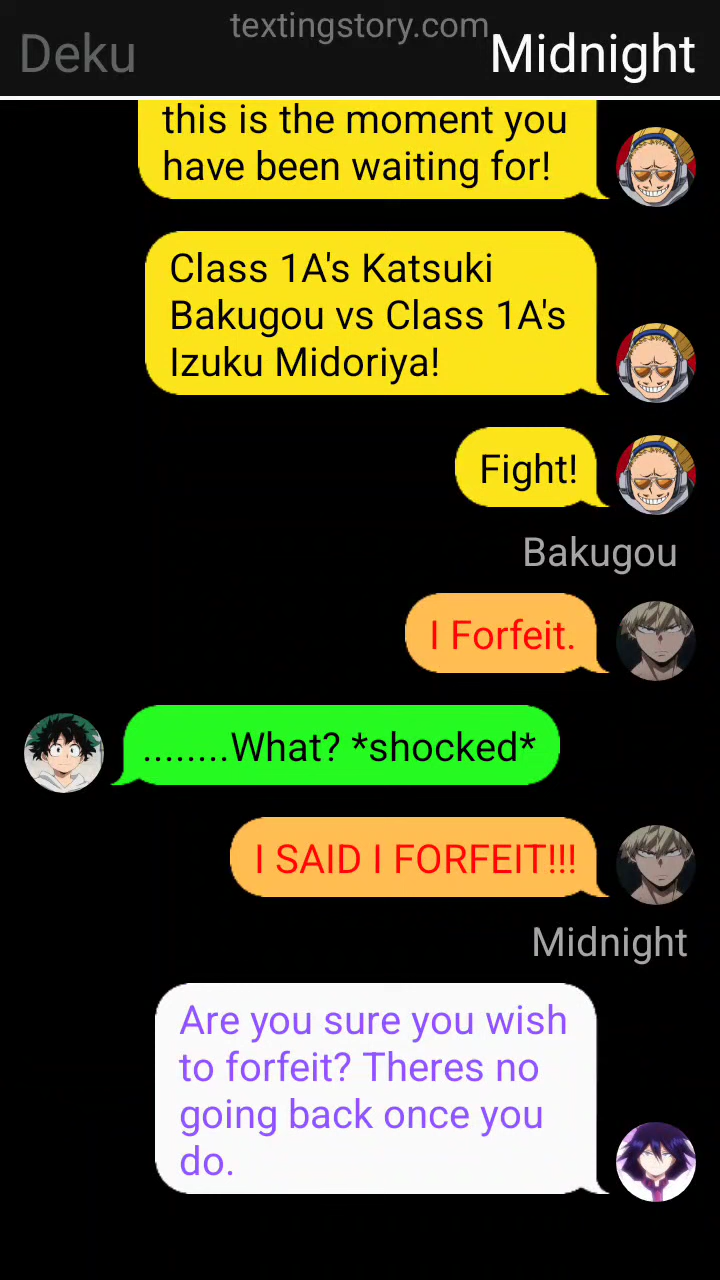 textingstory.com
Deku
Midnight
this is the moment you
have been waiting for!
Class 1A's Katsuki
Bakugou vs Class 1A's
Izuku Midoriya!
Fight!
Bakugou
I Forfeit.
........What? *shocked*
I SAID I FORFEIT!!!
Midnight
Are you sure you wish
to forfeit? Theres no
going back once you
do.